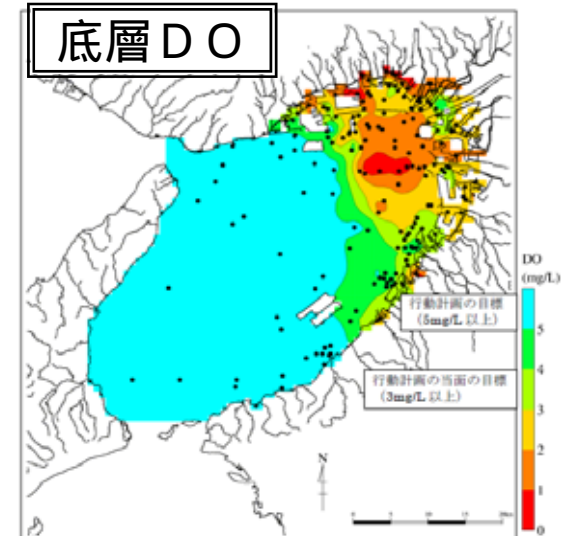 底層ＤＯ
DO
(mg/L)
行動計画の目標
（5mg/L 以上）
5
4
行動計画の当面の目標
（3mg/L 以上）
3
2
1
0
N